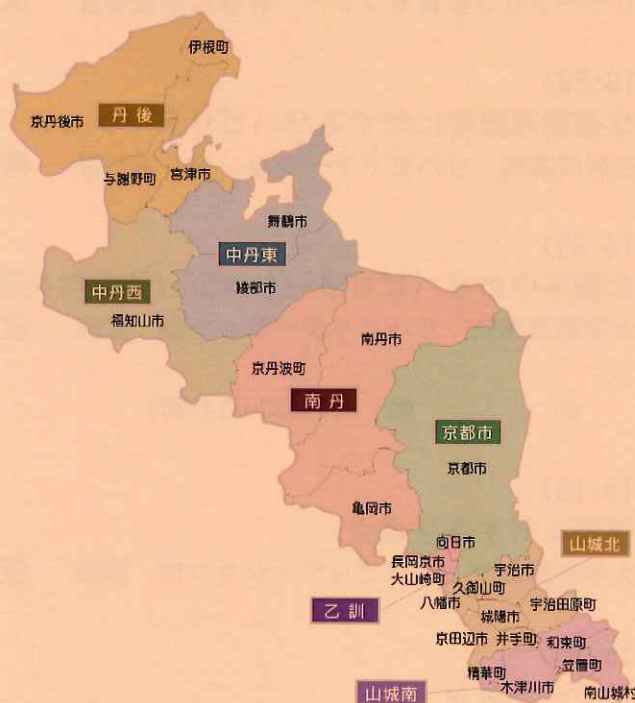 伊根町
京丹後市
丹後
与謝野町
宮津市
舞鶴市
中丹東
綾部市
中丹西
福知山市
南丹市
京丹波町
南丹
京都市
京都市
亀岡市
向日市
長岡京市
大山崎町
山城北
宇治市
久御山町
八幡市
乙訓
城陽市
宇治田原町
京田辺市
井手町
和束町
笠置町
精華町
木津川市
南山城村
山城南